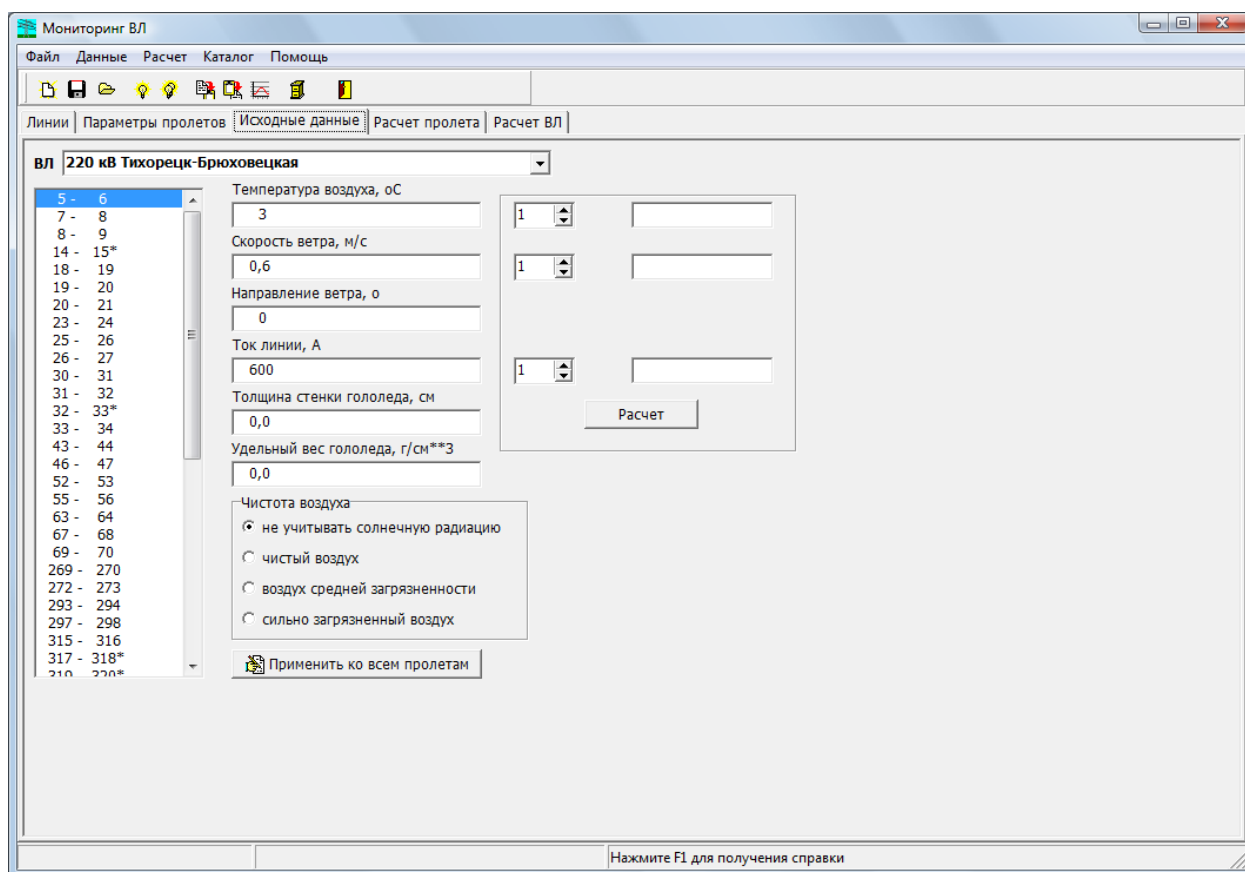 Мониторинг ВЛ
Файл Данные Расчет Каталог Помощь
Линии Параметры пролетов Исходные данные Расчет пролета Расчет ВЛ
ВЛ 220 кВ Тихорецк-Брюховецкая
5 - 6
7 - 8
8 - 9
14 - 15*
18 - 19
19 - 20
20 - 21
23 - 24
25 - 26
26 - 27
30 - 31
31 - 32
32 - 33*
33 - 34
43 - 44
46 - 47
52 - 53
55 - 56
63 - 64
67 - 68
69 - 70
269 - 270
272 - 273
293 - 294
297 - 298
315 - 316
317 - 318*
319 - 320*
Температура воздуха, оС
3
Скорость ветра, м/с
0,6
Направление ветра, о
0
Ток линии, А
600
Толщина стенки гололеда, см
0,0
Удельный вес гололеда, г/см**3
0,0
Чистота воздуха
не учитывать солнечную радиацию
чистый воздух
воздух средней загрязненности
сильно загрязненный воздух
Применить ко всем пролетам
1
1
1
Расчет
Нажмите F1 для получения справки